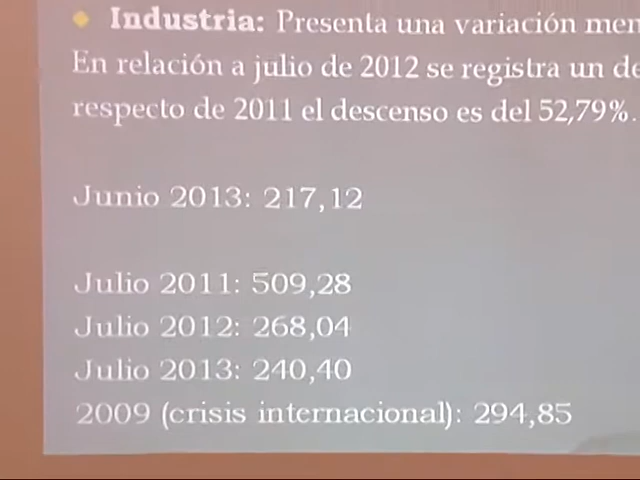 Industria: Presenta una variación
En relación a julio de 2012 se registra un
respecto de 2011 el descenso es del 52,79%.
Junio 2013: 217,12
Julio 2011: 509,28
Julio 2012: 268,04
Julio 2013: 240,40
2009 (crisis internacional): 294,85